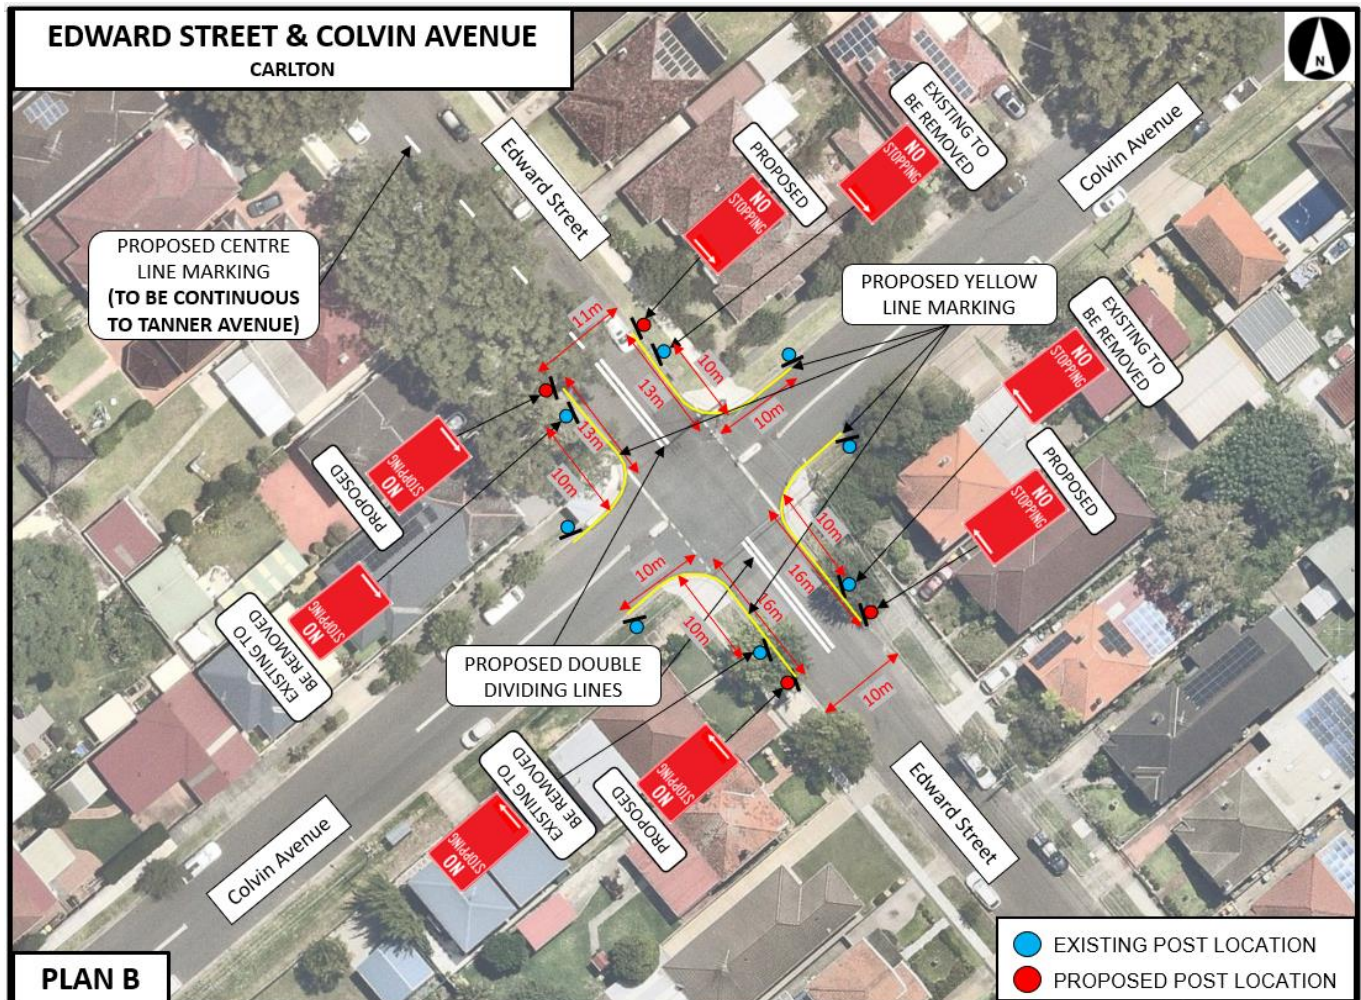 EDWARD STREET & COLVIN AVENUE
CARLTON
N
Edward Street
PROPOSED
EXISTING TO
BE REMOVED
NO
STOPPING
NO
STOPPING
Colvin Avenue
PROPOSED CENTRE
LINE MARKING
(TO BE CONTINUOUS
TO TANNER AVENUE)
PROPOSED YELLOW
LINE MARKING
EXISTING TO
BE REMOVED
NO
STOPPING
11m
10m
13m
10m
13m
10m
PROPOSED
NO
STOPPING
PROPOSED
NO
STOPPING
10m
16m
10m
16m
10m
10m
EXISTING TO
BE REMOVED
NO
STOPPING
PROPOSED DOUBLE
DIVIDING LINES
EXISTING TO
BE REMOVED
NO
STOPPING
PROPOSED
NO
STOPPING
Edward Street
Colvin Avenue
EXISTING POST LOCATION
PROPOSED POST LOCATION
PLAN B